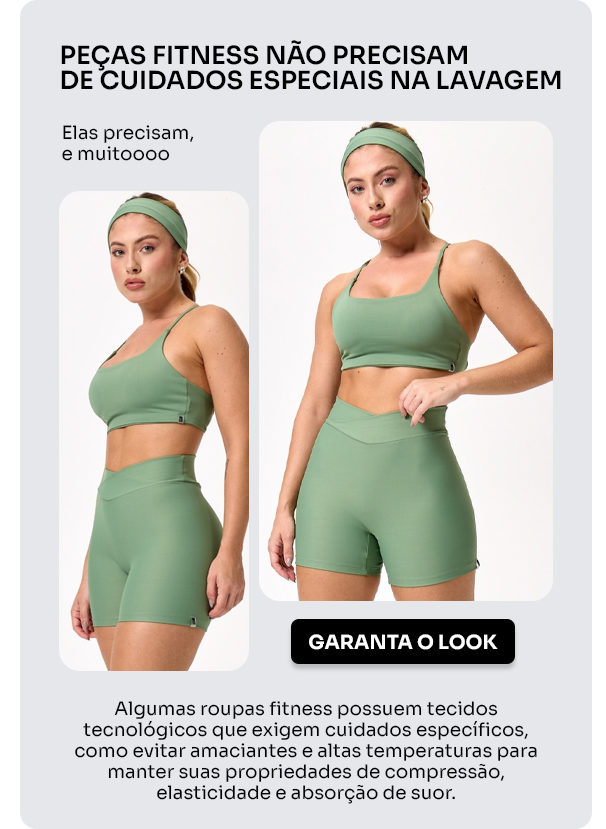 PEÇAS FITNESS NÃO PRECISAM
DE CUIDADOS ESPECIAIS NA LAVAGEM
Elas precisam,
e muitoooo
GARANTA O LOOK
Algumas roupas fitness possuem tecidos
tecnológicos que exigem cuidados específicos,
como evitar amaciantes e altas temperaturas para
manter suas propriedades de compressão,
elasticidade e absorção de suor.